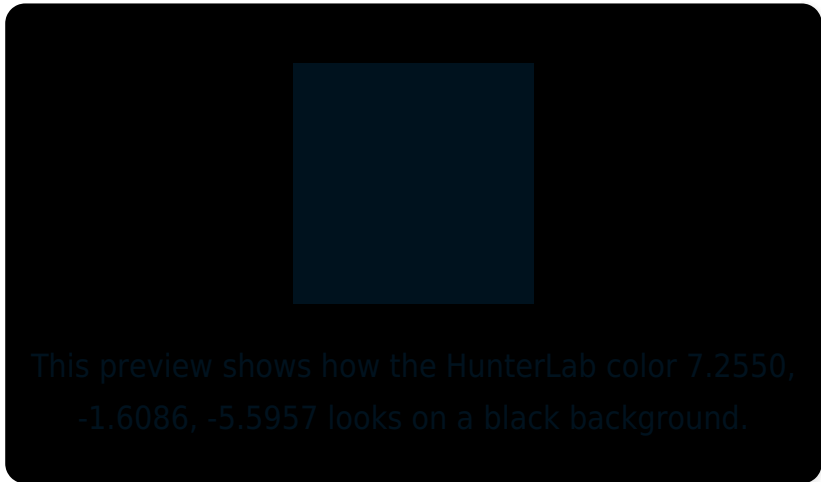 This preview shows how the HunterLab color 7.2550,
-1.6086, -5.5957 looks on a black background.